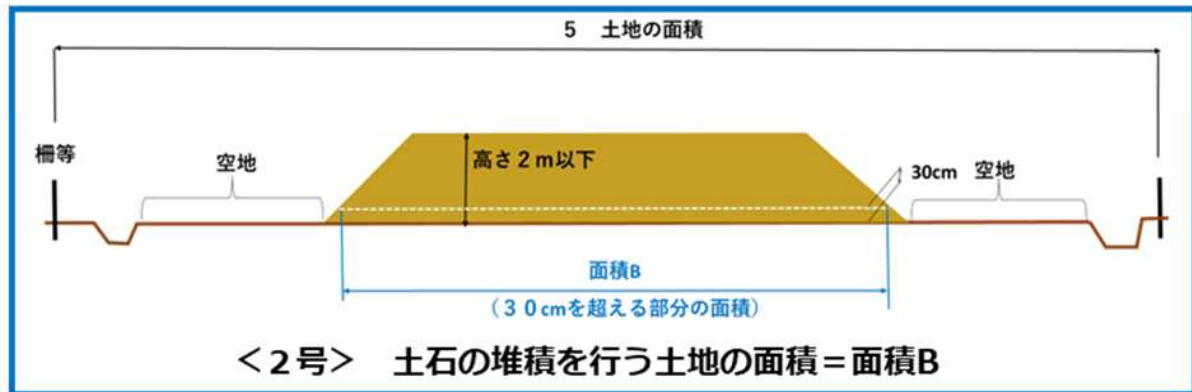 5 土地の面積
柵等
空地
高さ２ｍ以下
30cm
空地
面積B
（３０cmを超える部分の面積）
＜２号＞ 土石の堆積を行う土地の面積＝面積B